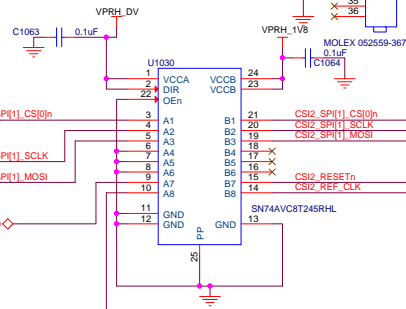 35
36
VPRH_DV
VPRH_1V8
MOLEX 052559-367
C1063
0.1uF
0.1uF
C1064
U1030
1 VCCA VCCB 24
2 DIR VCCB 23
22 OEn
PI[1]_CS[0]n 3 A1 B1 21 CSI2_SPI[1]_CS[0]n
4 A2 B2 20 CSI2_SPI[1]_SCLK
5 A3 B3 19 CSI2_SPI[1]_MOSI
PI[1]_SCLK 6 A4 B4 18
7 A5 B5 17
8 A6 B6 16
PI[1]_MOSI 9 A7 B7 15 CSI2_RESETn
10 A8 B8 14 CSI2_REF_CLK
SN74AVC8T245RHL
11 GND
12 GND GND 13
PP
25